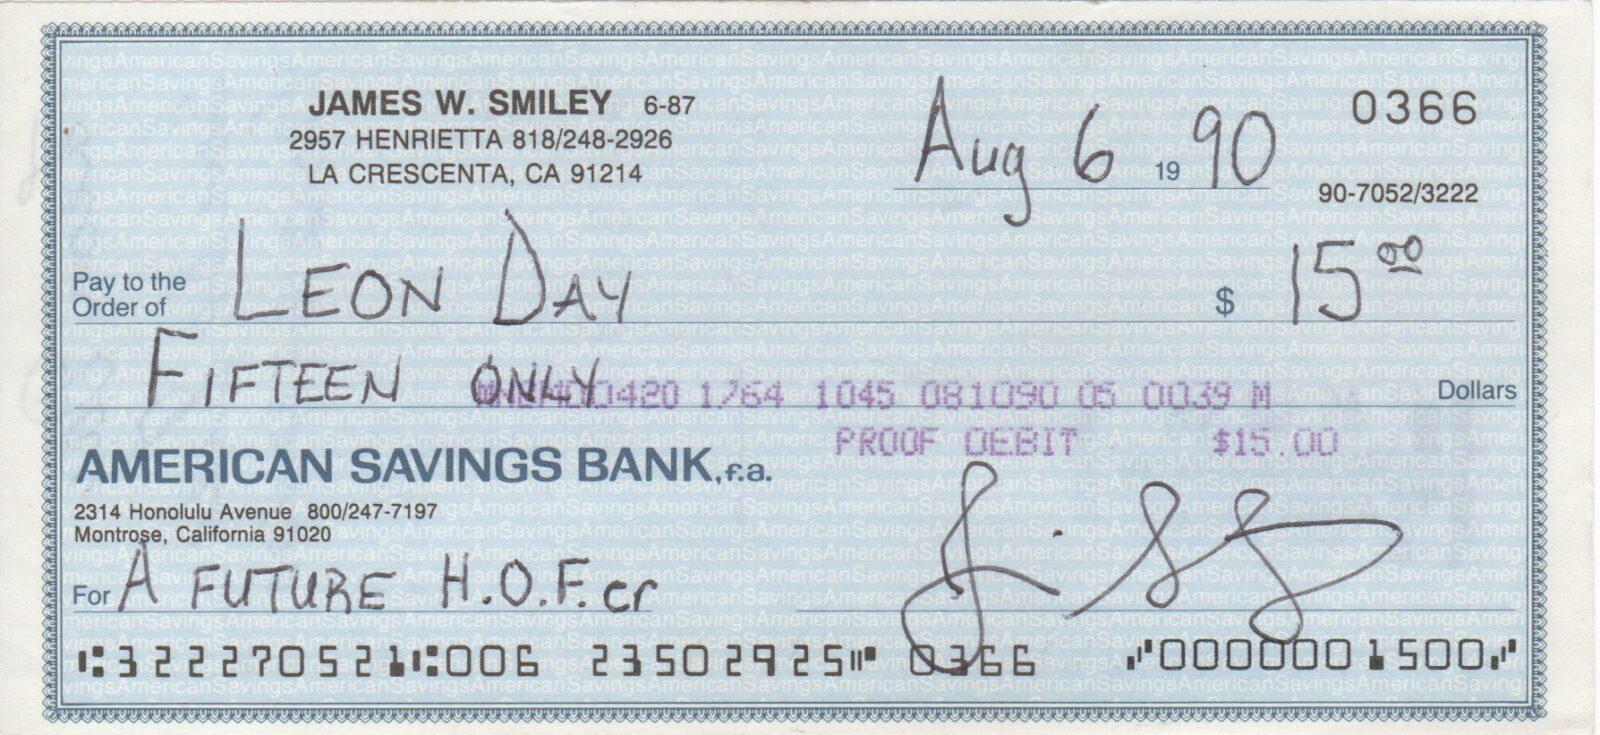 JAMES W. SMILEY 6-87
2957 HENRIETTA 818/248-2926
LA CRESCENTA, CA 91214
0366
Aug 6 19 90
90-7052/3222
Pay to the Order of LEON DAY $ 15 00
FIFTEEN ONLY Dollars
0420 1764 1045 081090 05 0039 M
PROOF DEBIT $15.00
AMERICAN SAVINGS BANK, f.a.
2314 Honolulu Avenue 800/247-7197
Montrose, California 91020
For A FUTURE H.O.F.er
⑆322270521⑆006 23502925⑈ 0366 ⑇0000001500⑇